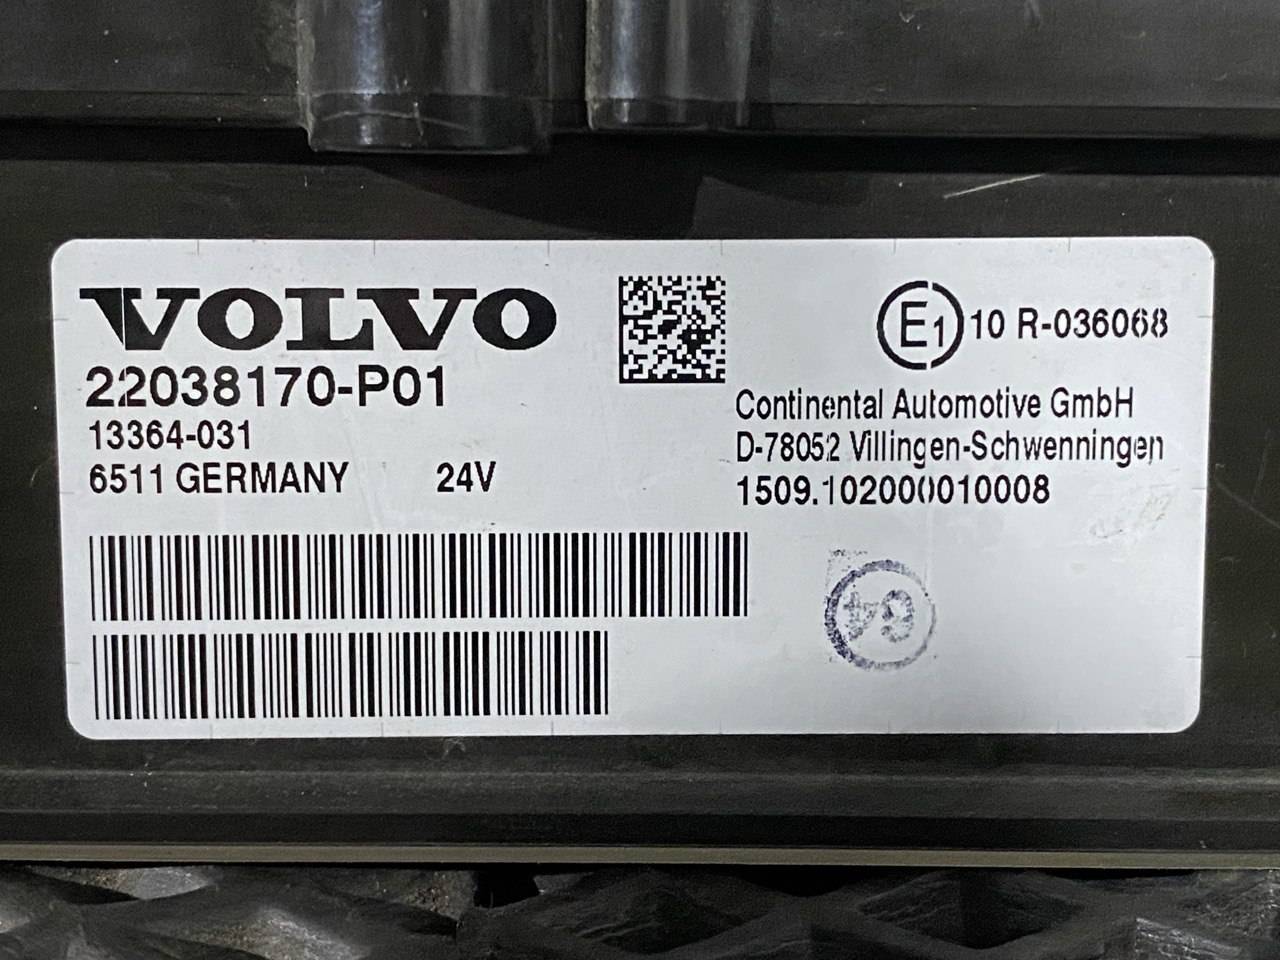 VOLVO
22038170-P01
13364-031
6511 GERMANY 24V
E1 10 R-036068
Continental Automotive GmbH
D-78052 Villingen-Schwenningen
1509.102000010008
64